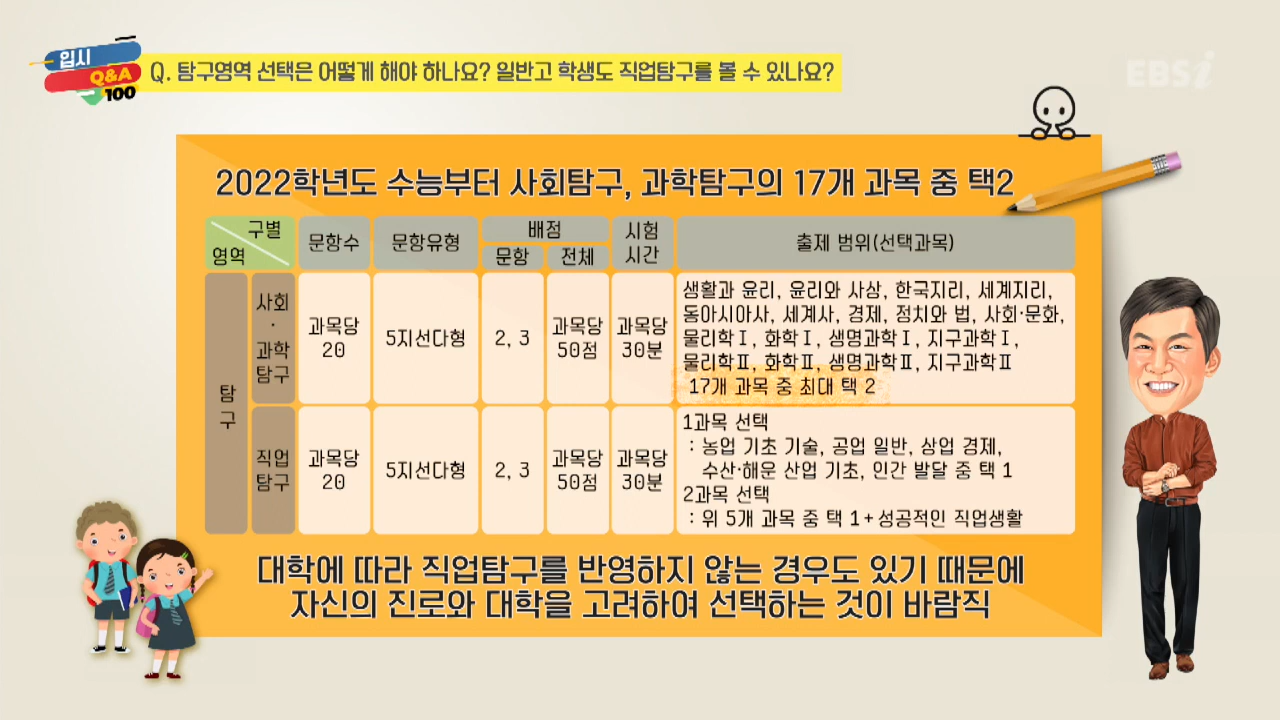 입시
Q&A
100
Q. 탐구영역 선택은 어떻게 해야 하나요? 일반고 학생도 직업탐구를 볼 수 있나요?
EBSi
2022학년도 수능부터 사회탐구, 과학탐구의 17개 과목 중 택2
구별
영역
문항수
문항유형
배점
문항
전체
시험
시간
출제 범위(선택과목)
탐
구
사회
·
과학
탐구
과목당
20
5지선다형
2, 3
과목당
50점
과목당
30분
생활과 윤리, 윤리와 사상, 한국지리, 세계지리,
동아시아사, 세계사, 경제, 정치와 법, 사회·문화,
물리학Ⅰ, 화학Ⅰ, 생명과학Ⅰ, 지구과학Ⅰ,
물리학Ⅱ, 화학Ⅱ, 생명과학Ⅱ, 지구과학Ⅱ
17개 과목 중 최대 택 2
직업
탐구
과목당
20
5지선다형
2, 3
과목당
50점
과목당
30분
1과목 선택
: 농업 기초 기술, 공업 일반, 상업 경제,
수산·해운 산업 기초, 인간 발달 중 택 1
2과목 선택
: 위 5개 과목 중 택 1+성공적인 직업생활
대학에 따라 직업탐구를 반영하지 않는 경우도 있기 때문에
자신의 진로와 대학을 고려하여 선택하는 것이 바람직